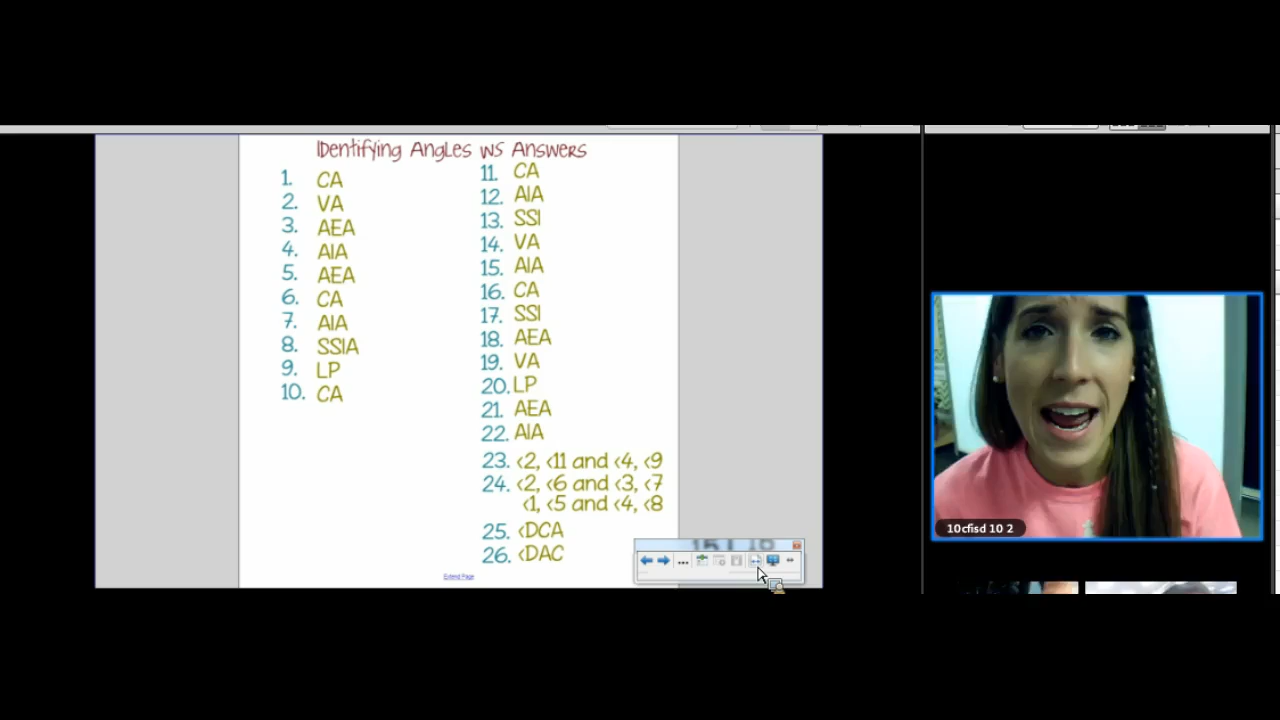 Identifying Angles ws Answers
1. CA
2. VA
3. AEA
4. AIA
5. AEA
6. CA
7. AIA
8. SSIA
9. LP
10. CA
11. CA
12. AIA
13. SSI
14. VA
15. AIA
16. CA
17. SSI
18. AEA
19. VA
20. LP
21. AEA
22. AIA
23. <2, <11 and <4, <9
24. <2, <6 and <3, <7
<1, <5 and <4, <8
25. <DCA
26. <DAC
Extend Page
10cfisd 10 2